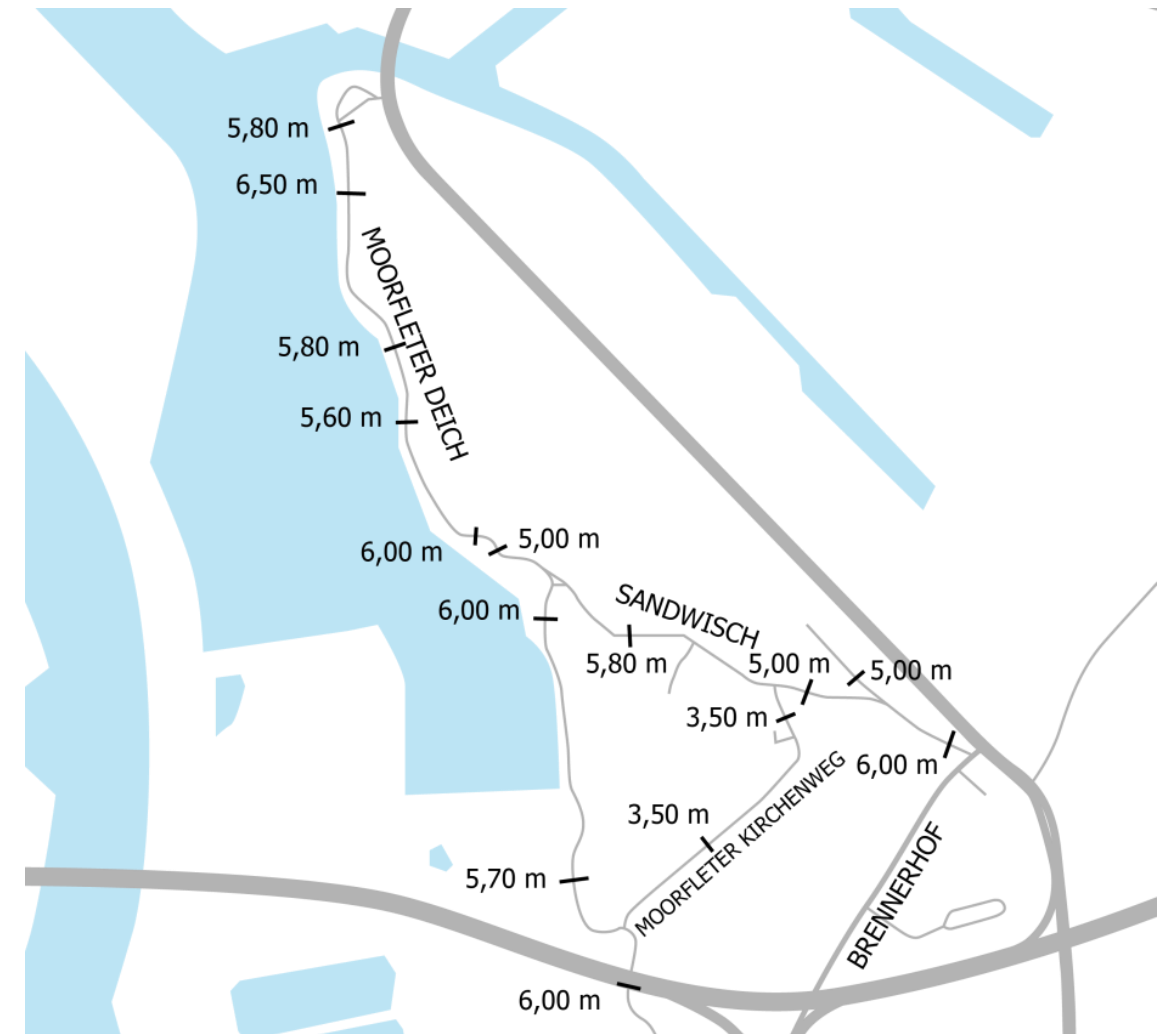 5,80 m
6,50 m
MOORFLETER DEICH
5,80 m
5,60 m
5,00 m
6,00 m
SANDWISCH
6,00 m
5,80 m
5,00 m
5,00 m
3,50 m
6,00 m
3,50 m
MOORFLETER KIRCHENWEG
BRENNERHOF
5,70 m
6,00 m